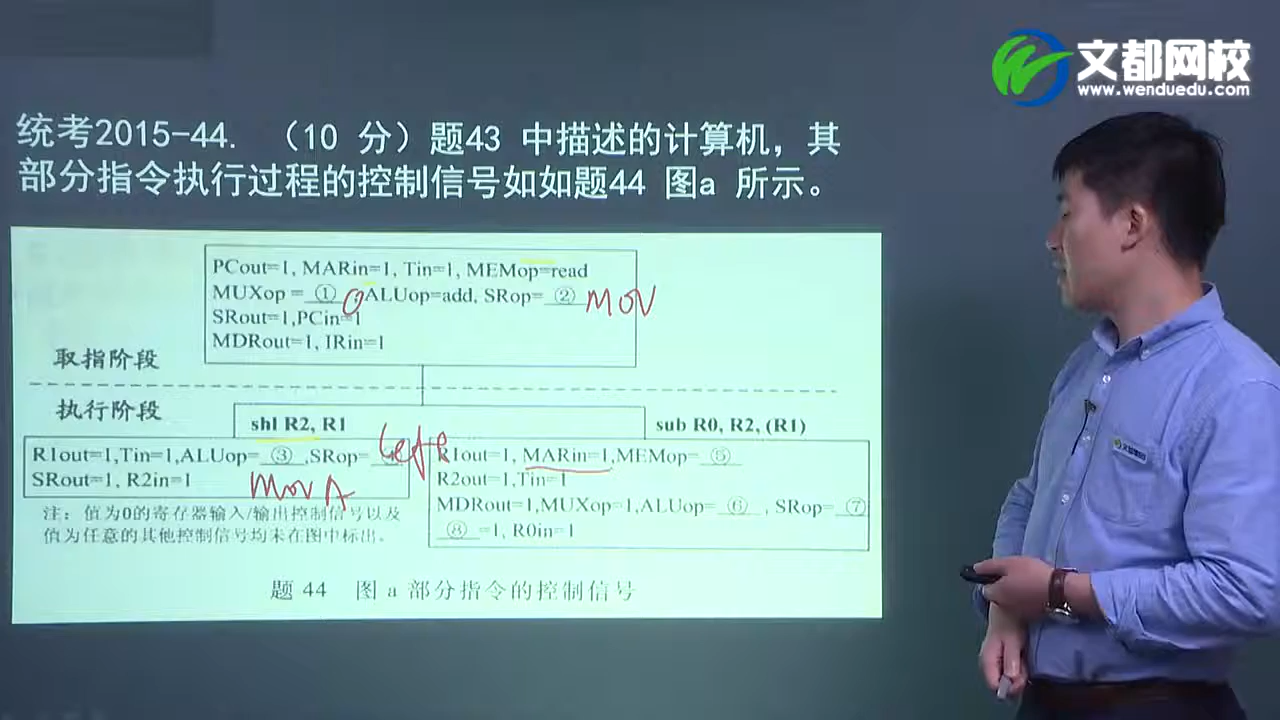 文都网校
www.wenduedu.com
统考2015-44. （10 分）题43 中描述的计算机，其
部分指令执行过程的控制信号如如题44 图a 所示。
PCout=1, MARin=1, Tin=1, MEMop=read
MUXop = ① 0 ALUop=add, SRop= ② MOV
SRout=1,PCin=1
MDRout=1, IRin=1
取指阶段
执行阶段
shl R2, R1
sub R0, R2, (R1)
R1out=1,Tin=1,ALUop= ③ ,SRop= left
SRout=1, R2in=1
MOVA
R1out=1, MARin=1,MEMop= ⑤
R2out=1,Tin=1
MDRout=1,MUXop=1,ALUop= ⑥ , SRop= ⑦
⑧ =1, R0in=1
注：值为0的寄存器输入/输出控制信号以及
值为任意的其他控制信号均未在图中标出。
题 44 图 a 部分指令的控制信号